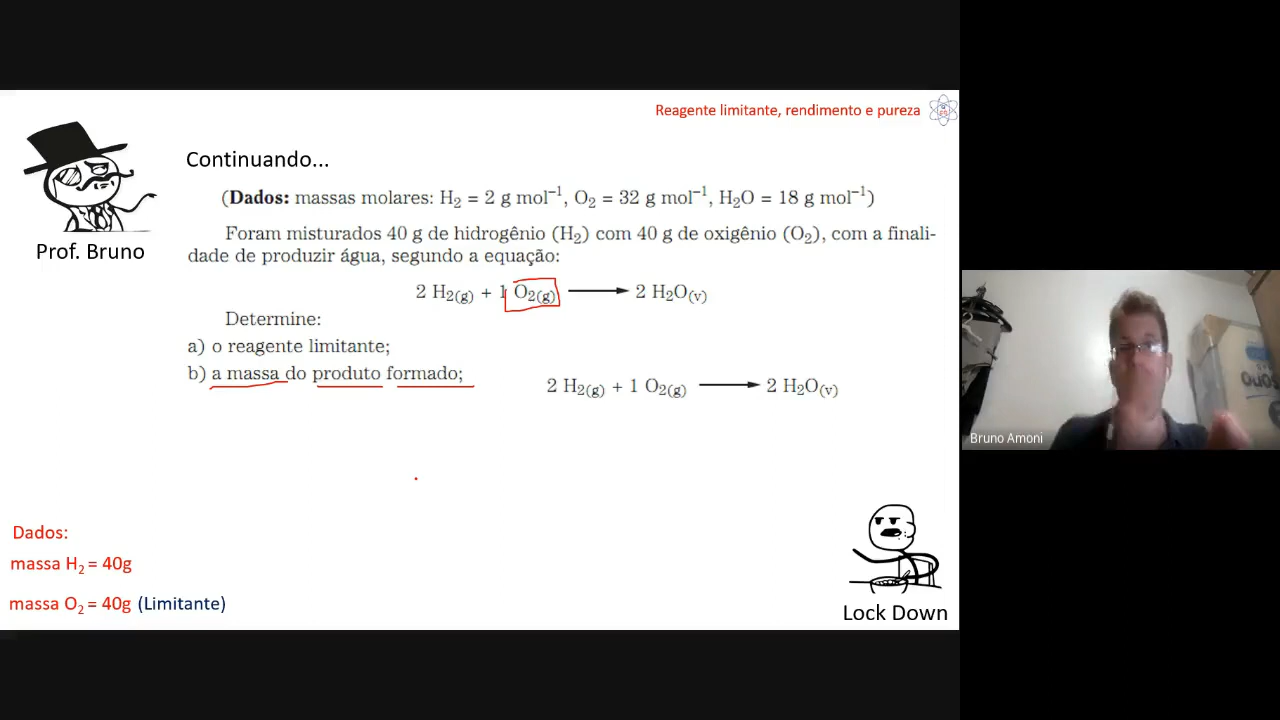 Reagente limitante, rendimento e pureza
Continuando...
(Dados: massas molares: H₂ = 2 g mol⁻¹, O₂ = 32 g mol⁻¹, H₂O = 18 g mol⁻¹)
Prof. Bruno
Foram misturados 40 g de hidrogênio (H₂) com 40 g de oxigênio (O₂), com a finali-
dade de produzir água, segundo a equação:
2 H₂(g) + 1 O₂(g) ⟶ 2 H₂O(v)
Determine:
a) o reagente limitante;
b) a massa do produto formado;
2 H₂(g) + 1 O₂(g) ⟶ 2 H₂O(v)
Dados:
massa H₂ = 40g
massa O₂ = 40g (Limitante)
Lock Down
Bruno Amoni